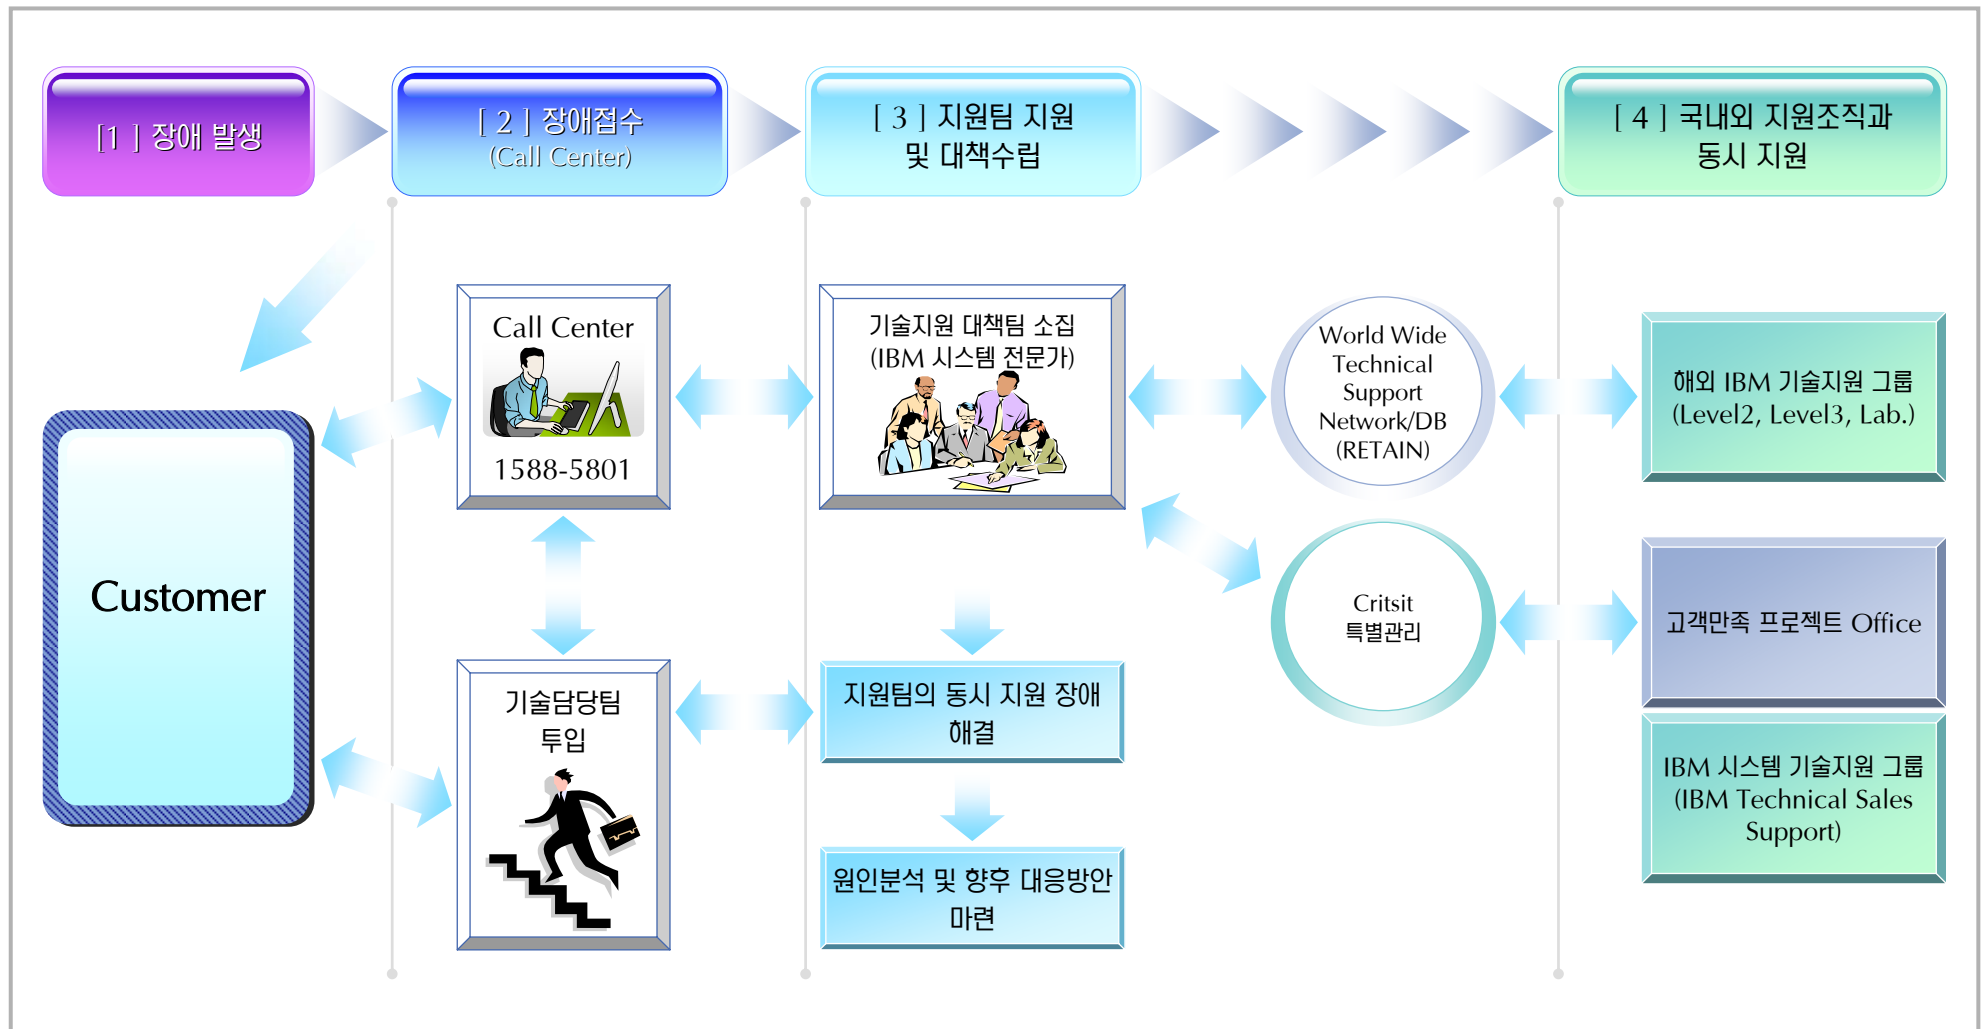 [1 ] 장애 발생
[ 2 ] 장애접수
(Call Center)
[ 3 ] 지원팀 지원
및 대책수립
[ 4 ] 국내외 지원조직과
동시 지원
Customer
Call Center
1588-5801
기술담당팀
투입
기술지원 대책팀 소집
(IBM 시스템 전문가)
지원팀의 동시 지원 장애
해결
원인분석 및 향후 대응방안
마련
World Wide
Technical
Support
Network/DB
(RETAIN)
Critsit
특별관리
해외 IBM 기술지원 그룹
(Level2, Level3, Lab.)
고객만족 프로젝트 Office
IBM 시스템 기술지원 그룹
(IBM Technical Sales
Support)